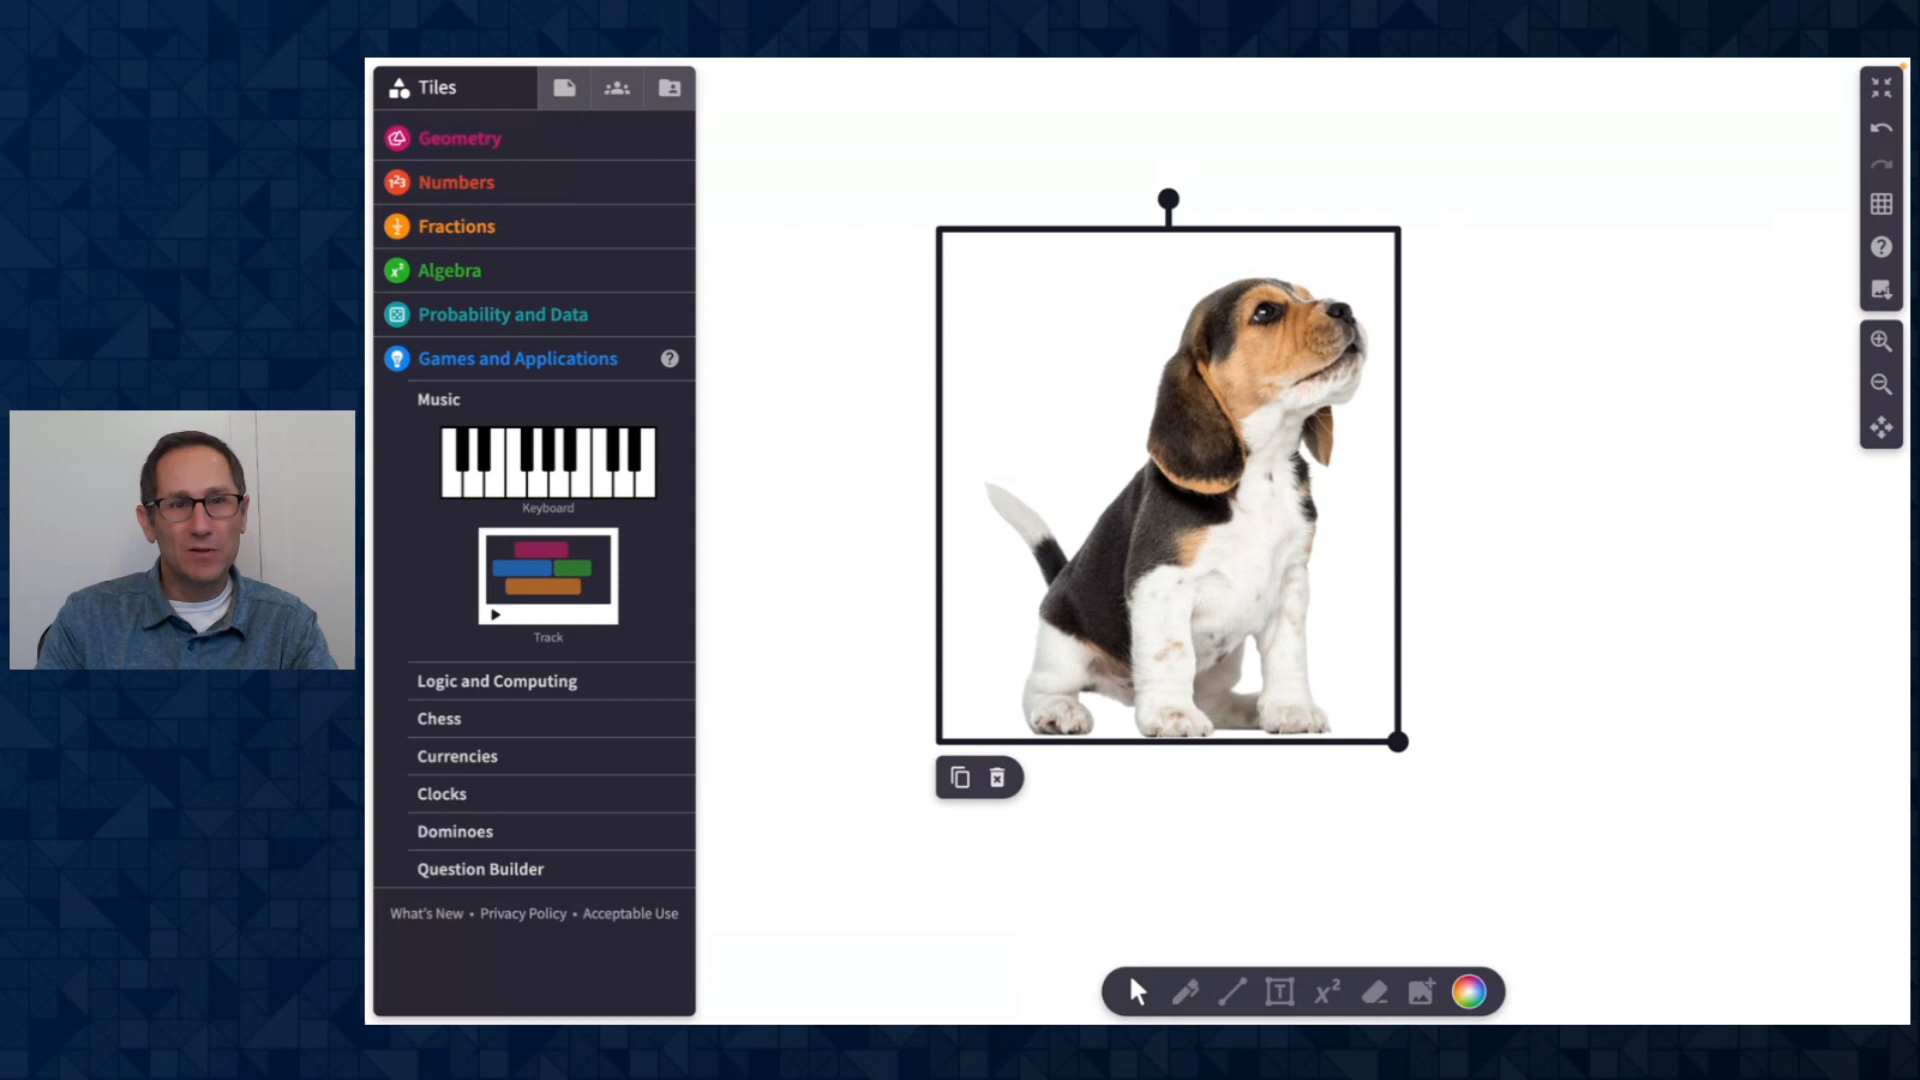 Tiles
Geometry
Numbers
Fractions
Algebra
Probability and Data
Games and Applications
Music
Keyboard
Track
Logic and Computing
Chess
Currencies
Clocks
Dominoes
Question Builder
What's New • Privacy Policy • Acceptable Use
T
x²